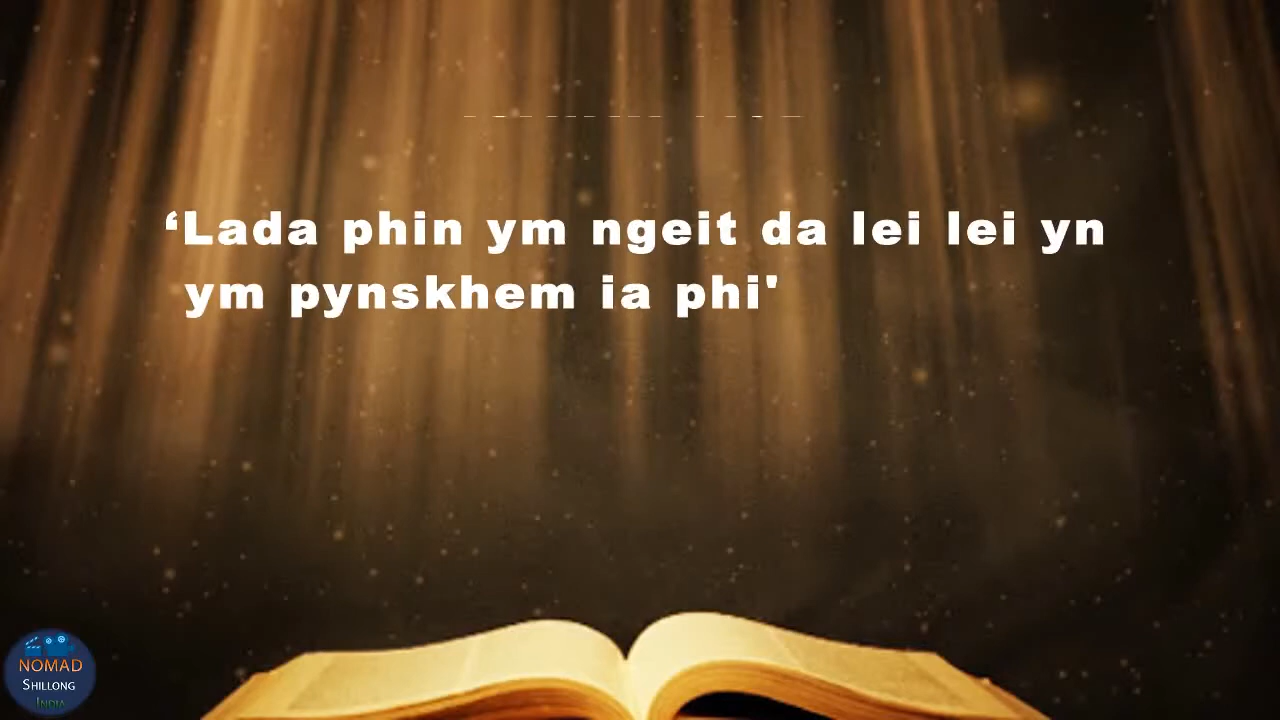 ‘Lada phin ym ngeit da lei lei yn
ym pynskhem ia phi'
NOMAD
SHILLONG
INDIA